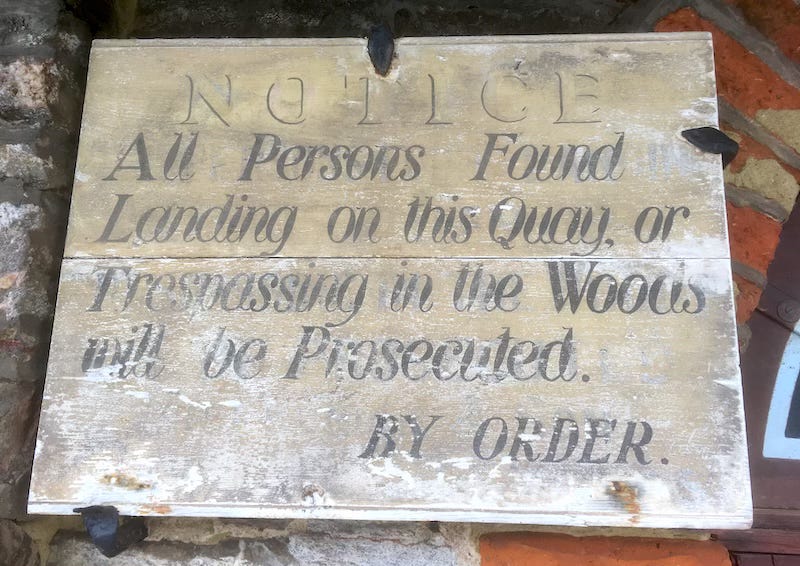 NOTICE
All Persons Found
Landing on this Quay, or
Trespassing in the Woods
will be Prosecuted.
BY ORDER.